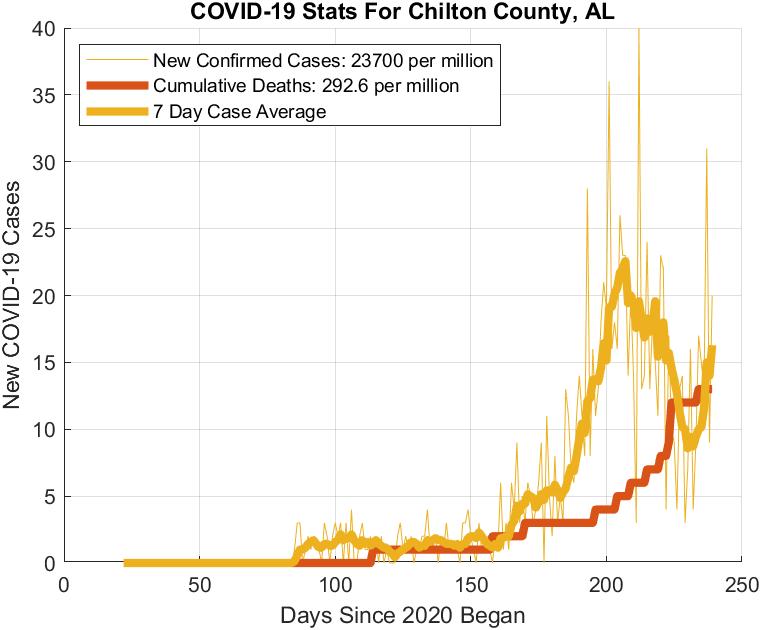 COVID-19 Stats For Chilton County, AL
New Confirmed Cases: 23700 per million
Cumulative Deaths: 292.6 per million
7 Day Case Average
New COVID-19 Cases
40
35
30
25
20
15
10
5
0
0 50 100 150 200 250
Days Since 2020 Began